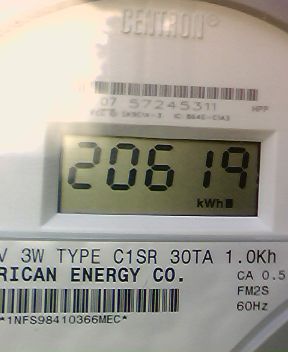 CENTRON®
07 57245311 HPP
20619
kWh
V 3W TYPE C1SR 30TA 1.0Kh
RICAN ENERGY CO. CA 0.5
FM2S
*1NFS98410366MEC* 60Hz